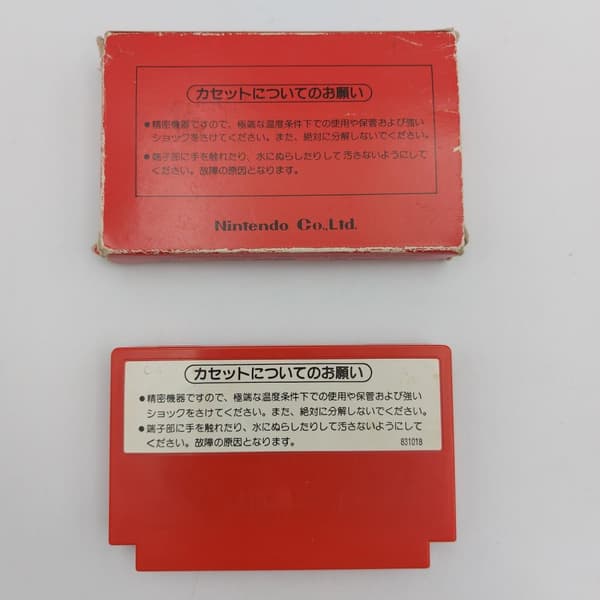 カセットについてのお願い
●精密機器ですので、極端な温度条件下での使用や保管および強い
ショックをさけてください。また、絶対に分解しないでください。
●端子部に手を触れたり、水にぬらしたりして汚さないようにして
ください。故障の原因となります。
Nintendo Co.,Ltd.
カセットについてのお願い
●精密機器ですので、極端な温度条件下での使用や保管および強い
ショックをさけてください。また、絶対に分解しないでください。
●端子部に手を触れたり、水にぬらしたりして汚さないようにして
ください。故障の原因となります。
831018